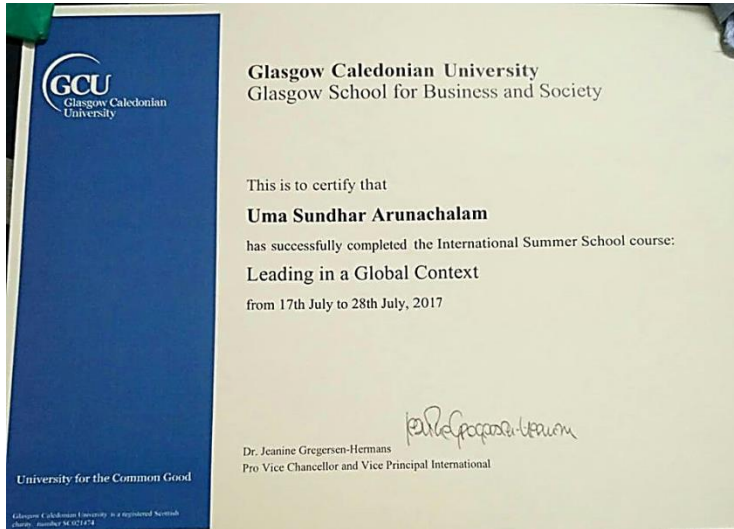 GCU
Glasgow Caledonian
University
Glasgow Caledonian University
Glasgow School for Business and Society
This is to certify that
Uma Sundhar Arunachalam
has successfully completed the International Summer School course:
Leading in a Global Context
from 17th July to 28th July, 2017
Dr. Jeanine Gregersen-Hermans
Pro Vice Chancellor and Vice Principal International
University for the Common Good
Glasgow Caledonian University is a registered Scottish
charity, number SC021474